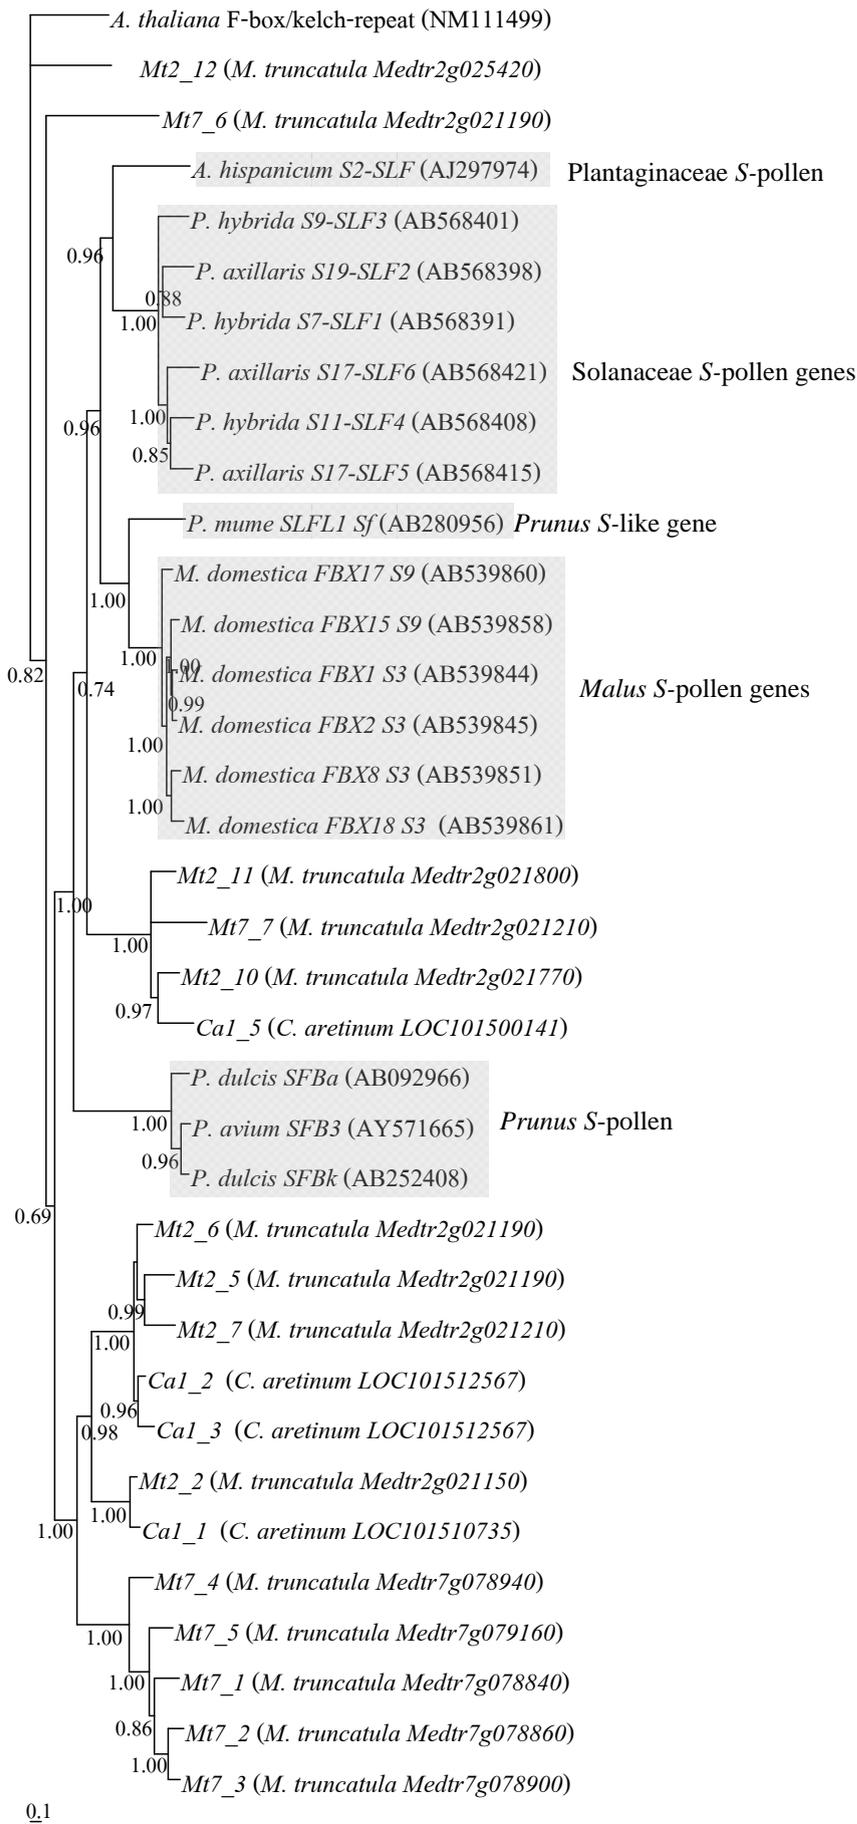 A. thaliana F-box/kelch-repeat (NM111499)
Mt2_12 (M. truncatula Medtr2g025420)
Mt7_6 (M. truncatula Medtr2g021190)
A. hispanicum S2-SLF (AJ297974) Plantaginaceae S-pollen
P. hybrida S9-SLF3 (AB568401)
0.96
P. axillaris S19-SLF2 (AB568398)
0.88
1.00 P. hybrida S7-SLF1 (AB568391)
P. axillaris S17-SLF6 (AB568421) Solanaceae S-pollen genes
1.00 P. hybrida S11-SLF4 (AB568408)
0.96
0.85
P. axillaris S17-SLF5 (AB568415)
P. mume SLFL1 Sf (AB280956) Prunus S-like gene
M. domestica FBX17 S9 (AB539860)
1.00
M. domestica FBX15 S9 (AB539858)
1.00 .00
0.82 M. domestica FBX1 S3 (AB539844)
0.74 Malus S-pollen genes
0.99
M. domestica FBX2 S3 (AB539845)
1.00
M. domestica FBX8 S3 (AB539851)
1.00
M. domestica FBX18 S3 (AB539861)
Mt2_11 (M. truncatula Medtr2g021800)
1.00
Mt7_7 (M. truncatula Medtr2g021210)
1.00
Mt2_10 (M. truncatula Medtr2g021770)
0.97
Ca1_5 (C. aretinum LOC101500141)
P. dulcis SFBa (AB092966)
1.00 P. avium SFB3 (AY571665) Prunus S-pollen
0.96
P. dulcis SFBk (AB252408)
0.69
Mt2_6 (M. truncatula Medtr2g021190)
Mt2_5 (M. truncatula Medtr2g021190)
0.99
Mt2_7 (M. truncatula Medtr2g021210)
1.00
Ca1_2 (C. aretinum LOC101512567)
0.96
0.98 Ca1_3 (C. aretinum LOC101512567)
Mt2_2 (M. truncatula Medtr2g021150)
1.00
1.00 Ca1_1 (C. aretinum LOC101510735)
Mt7_4 (M. truncatula Medtr7g078940)
1.00 Mt7_5 (M. truncatula Medtr7g079160)
1.00 Mt7_1 (M. truncatula Medtr7g078840)
0.86 Mt7_2 (M. truncatula Medtr7g078860)
1.00
Mt7_3 (M. truncatula Medtr7g078900)
0.1